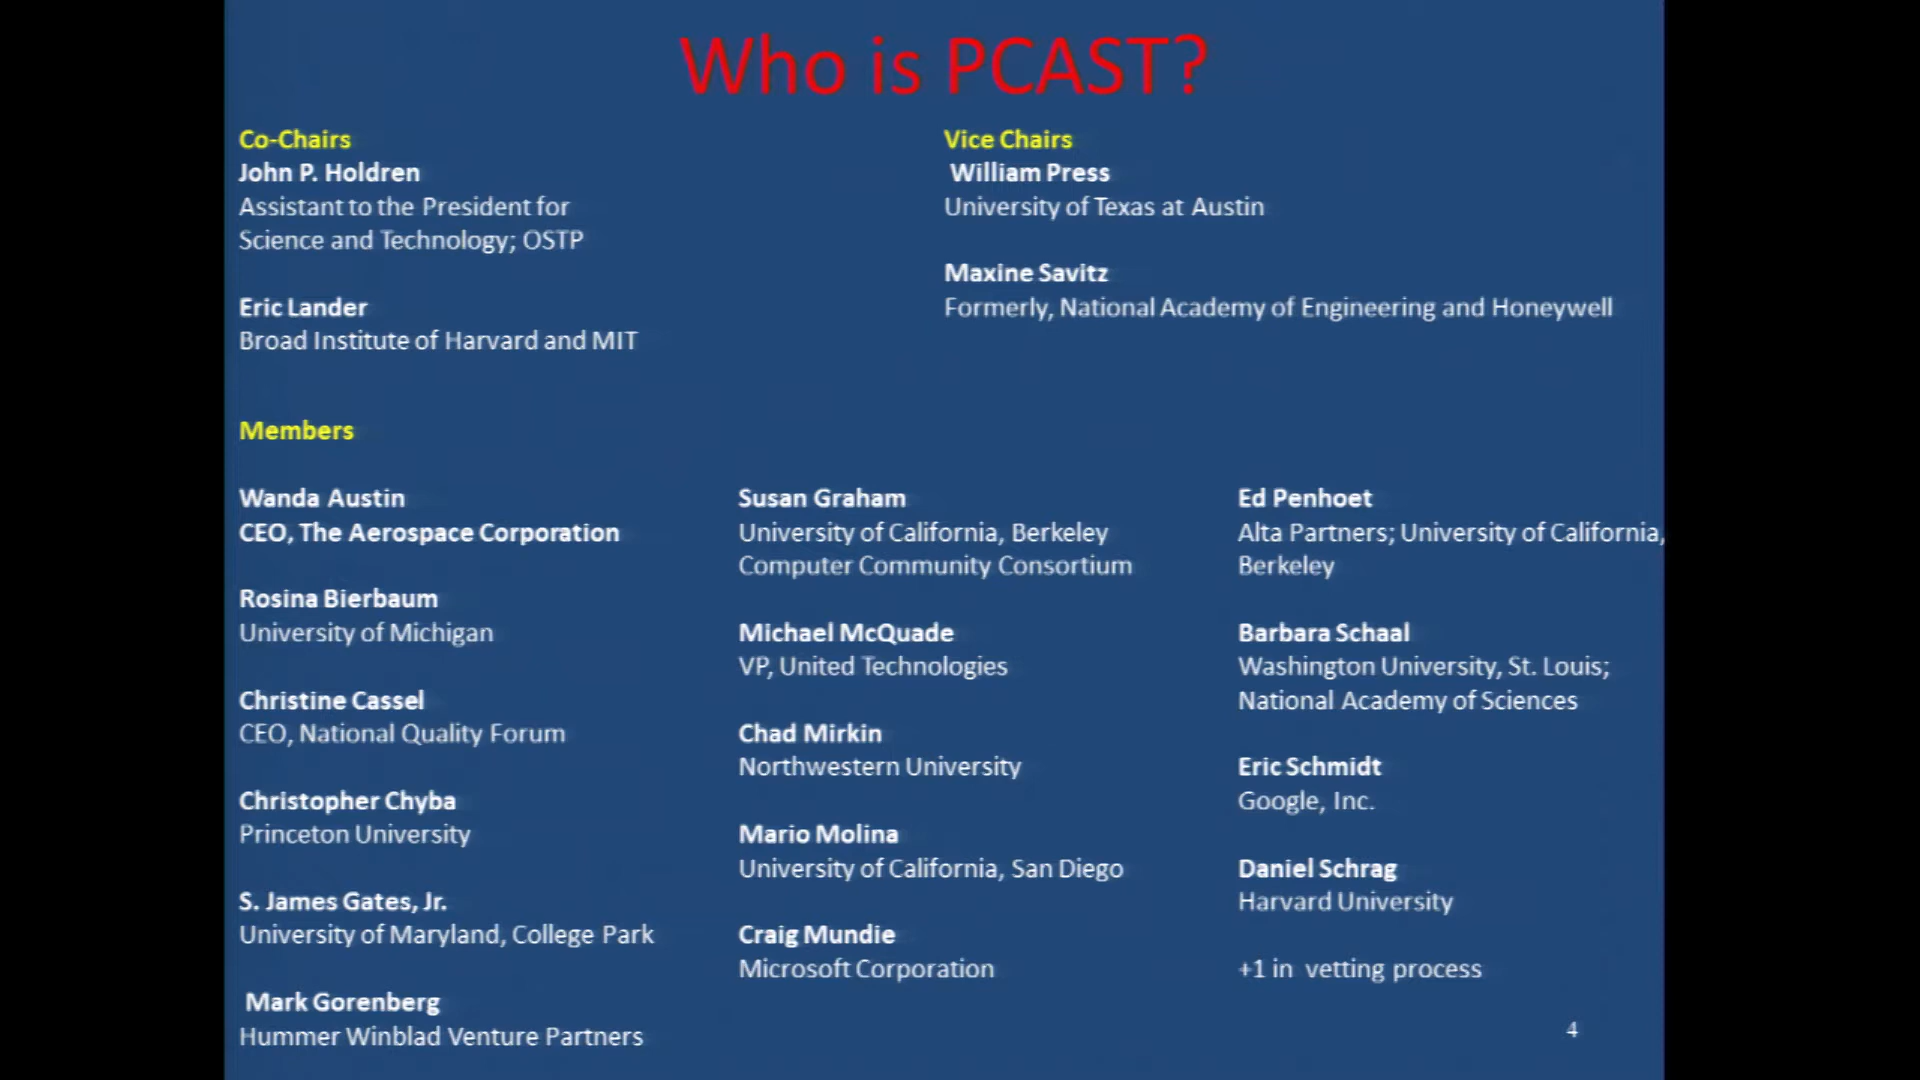 Who is PCAST?
Co-Chairs
John P. Holdren
Assistant to the President for
Science and Technology; OSTP
Eric Lander
Broad Institute of Harvard and MIT
Vice Chairs
William Press
University of Texas at Austin
Maxine Savitz
Formerly, National Academy of Engineering and Honeywell
Members
Wanda Austin
CEO, The Aerospace Corporation
Rosina Bierbaum
University of Michigan
Christine Cassel
CEO, National Quality Forum
Christopher Chyba
Princeton University
S. James Gates, Jr.
University of Maryland, College Park
Mark Gorenberg
Hummer Winblad Venture Partners
Susan Graham
University of California, Berkeley
Computer Community Consortium
Michael McQuade
VP, United Technologies
Chad Mirkin
Northwestern University
Mario Molina
University of California, San Diego
Craig Mundie
Microsoft Corporation
Ed Penhoet
Alta Partners; University of California,
Berkeley
Barbara Schaal
Washington University, St. Louis;
National Academy of Sciences
Eric Schmidt
Google, Inc.
Daniel Schrag
Harvard University
+1 in vetting process
4